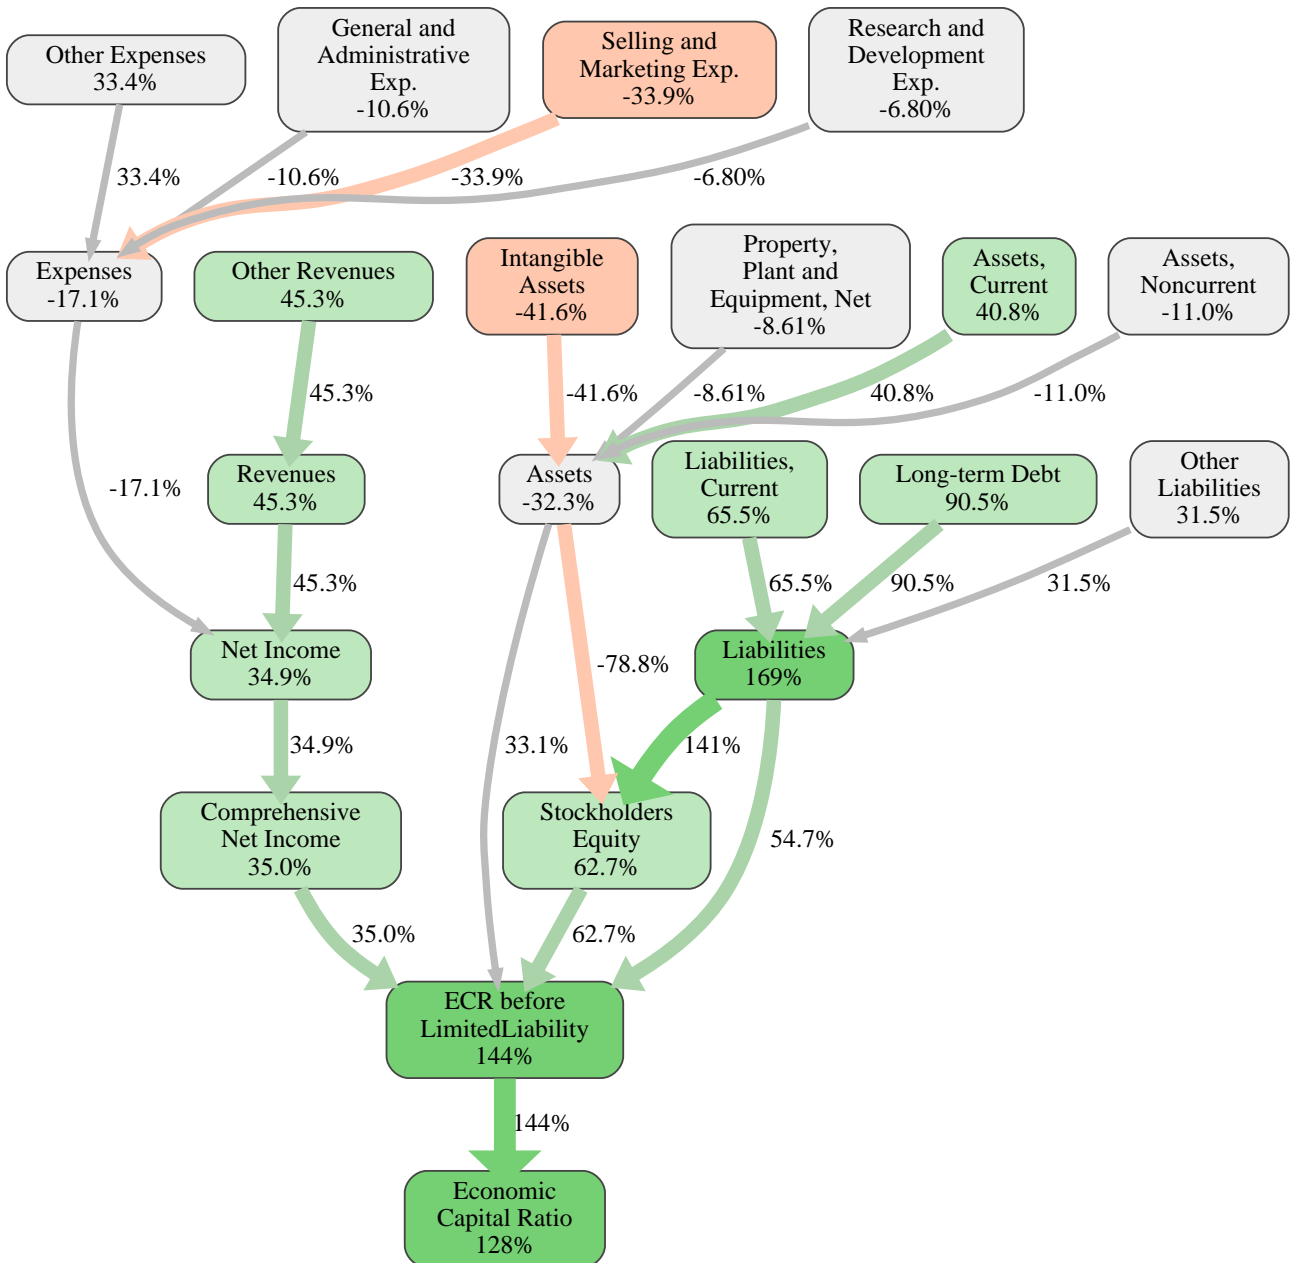 Other Expenses
33.4%
General and
Administrative
Exp.
-10.6%
Selling and
Marketing Exp.
-33.9%
Research and
Development
Exp.
-6.80%
33.4%
-10.6%
-33.9%
-6.80%
Expenses
-17.1%
Other Revenues
45.3%
Intangible
Assets
-41.6%
Property,
Plant and
Equipment, Net
-8.61%
Assets,
Current
40.8%
Assets,
Noncurrent
-11.0%
45.3%
-41.6%
-8.61%
40.8%
-11.0%
-17.1%
Revenues
45.3%
Assets
-32.3%
Liabilities,
Current
65.5%
Long-term Debt
90.5%
Other
Liabilities
31.5%
45.3%
65.5%
90.5%
31.5%
Net Income
34.9%
-78.8%
Liabilities
169%
34.9%
33.1%
141%
Comprehensive
Net Income
35.0%
Stockholders
Equity
62.7%
54.7%
35.0%
62.7%
ECR before
LimitedLiability
144%
144%
Economic
Capital Ratio
128%